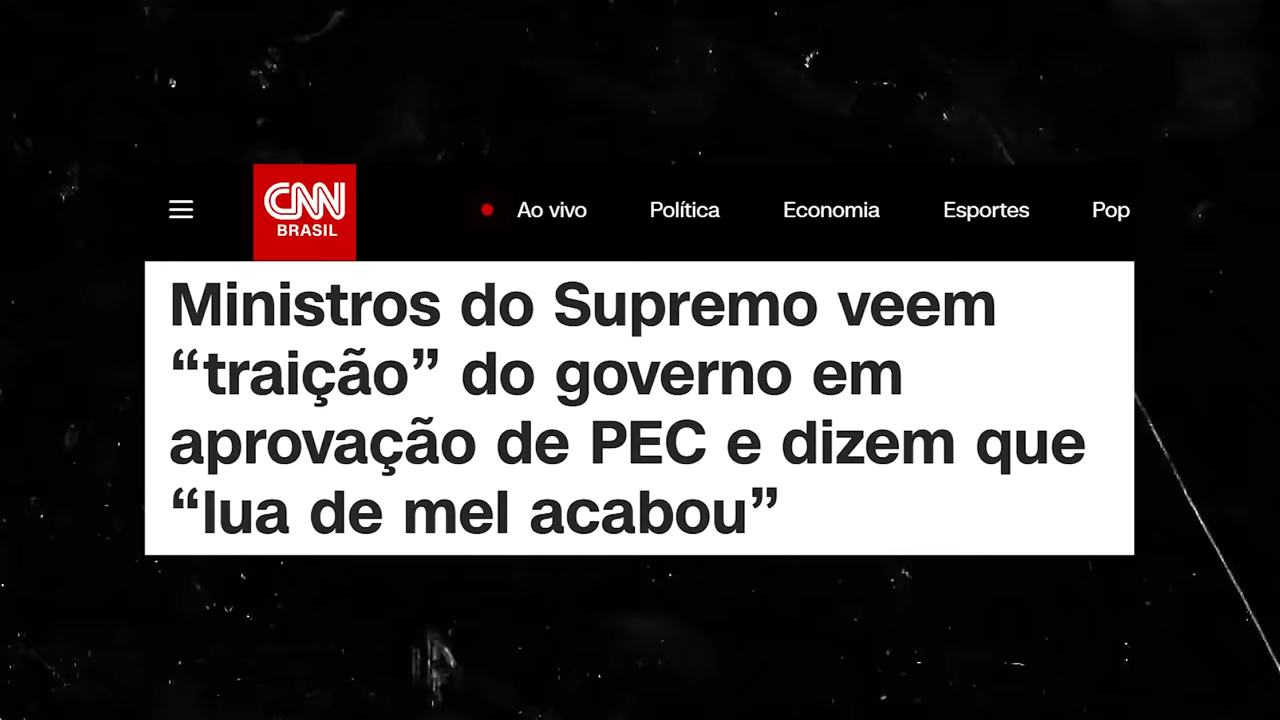 CNN
BRASIL
Ao vivo Política Economia Esportes Pop
Ministros do Supremo veem
“traição” do governo em
aprovação de PEC e dizem que
“lua de mel acabou”